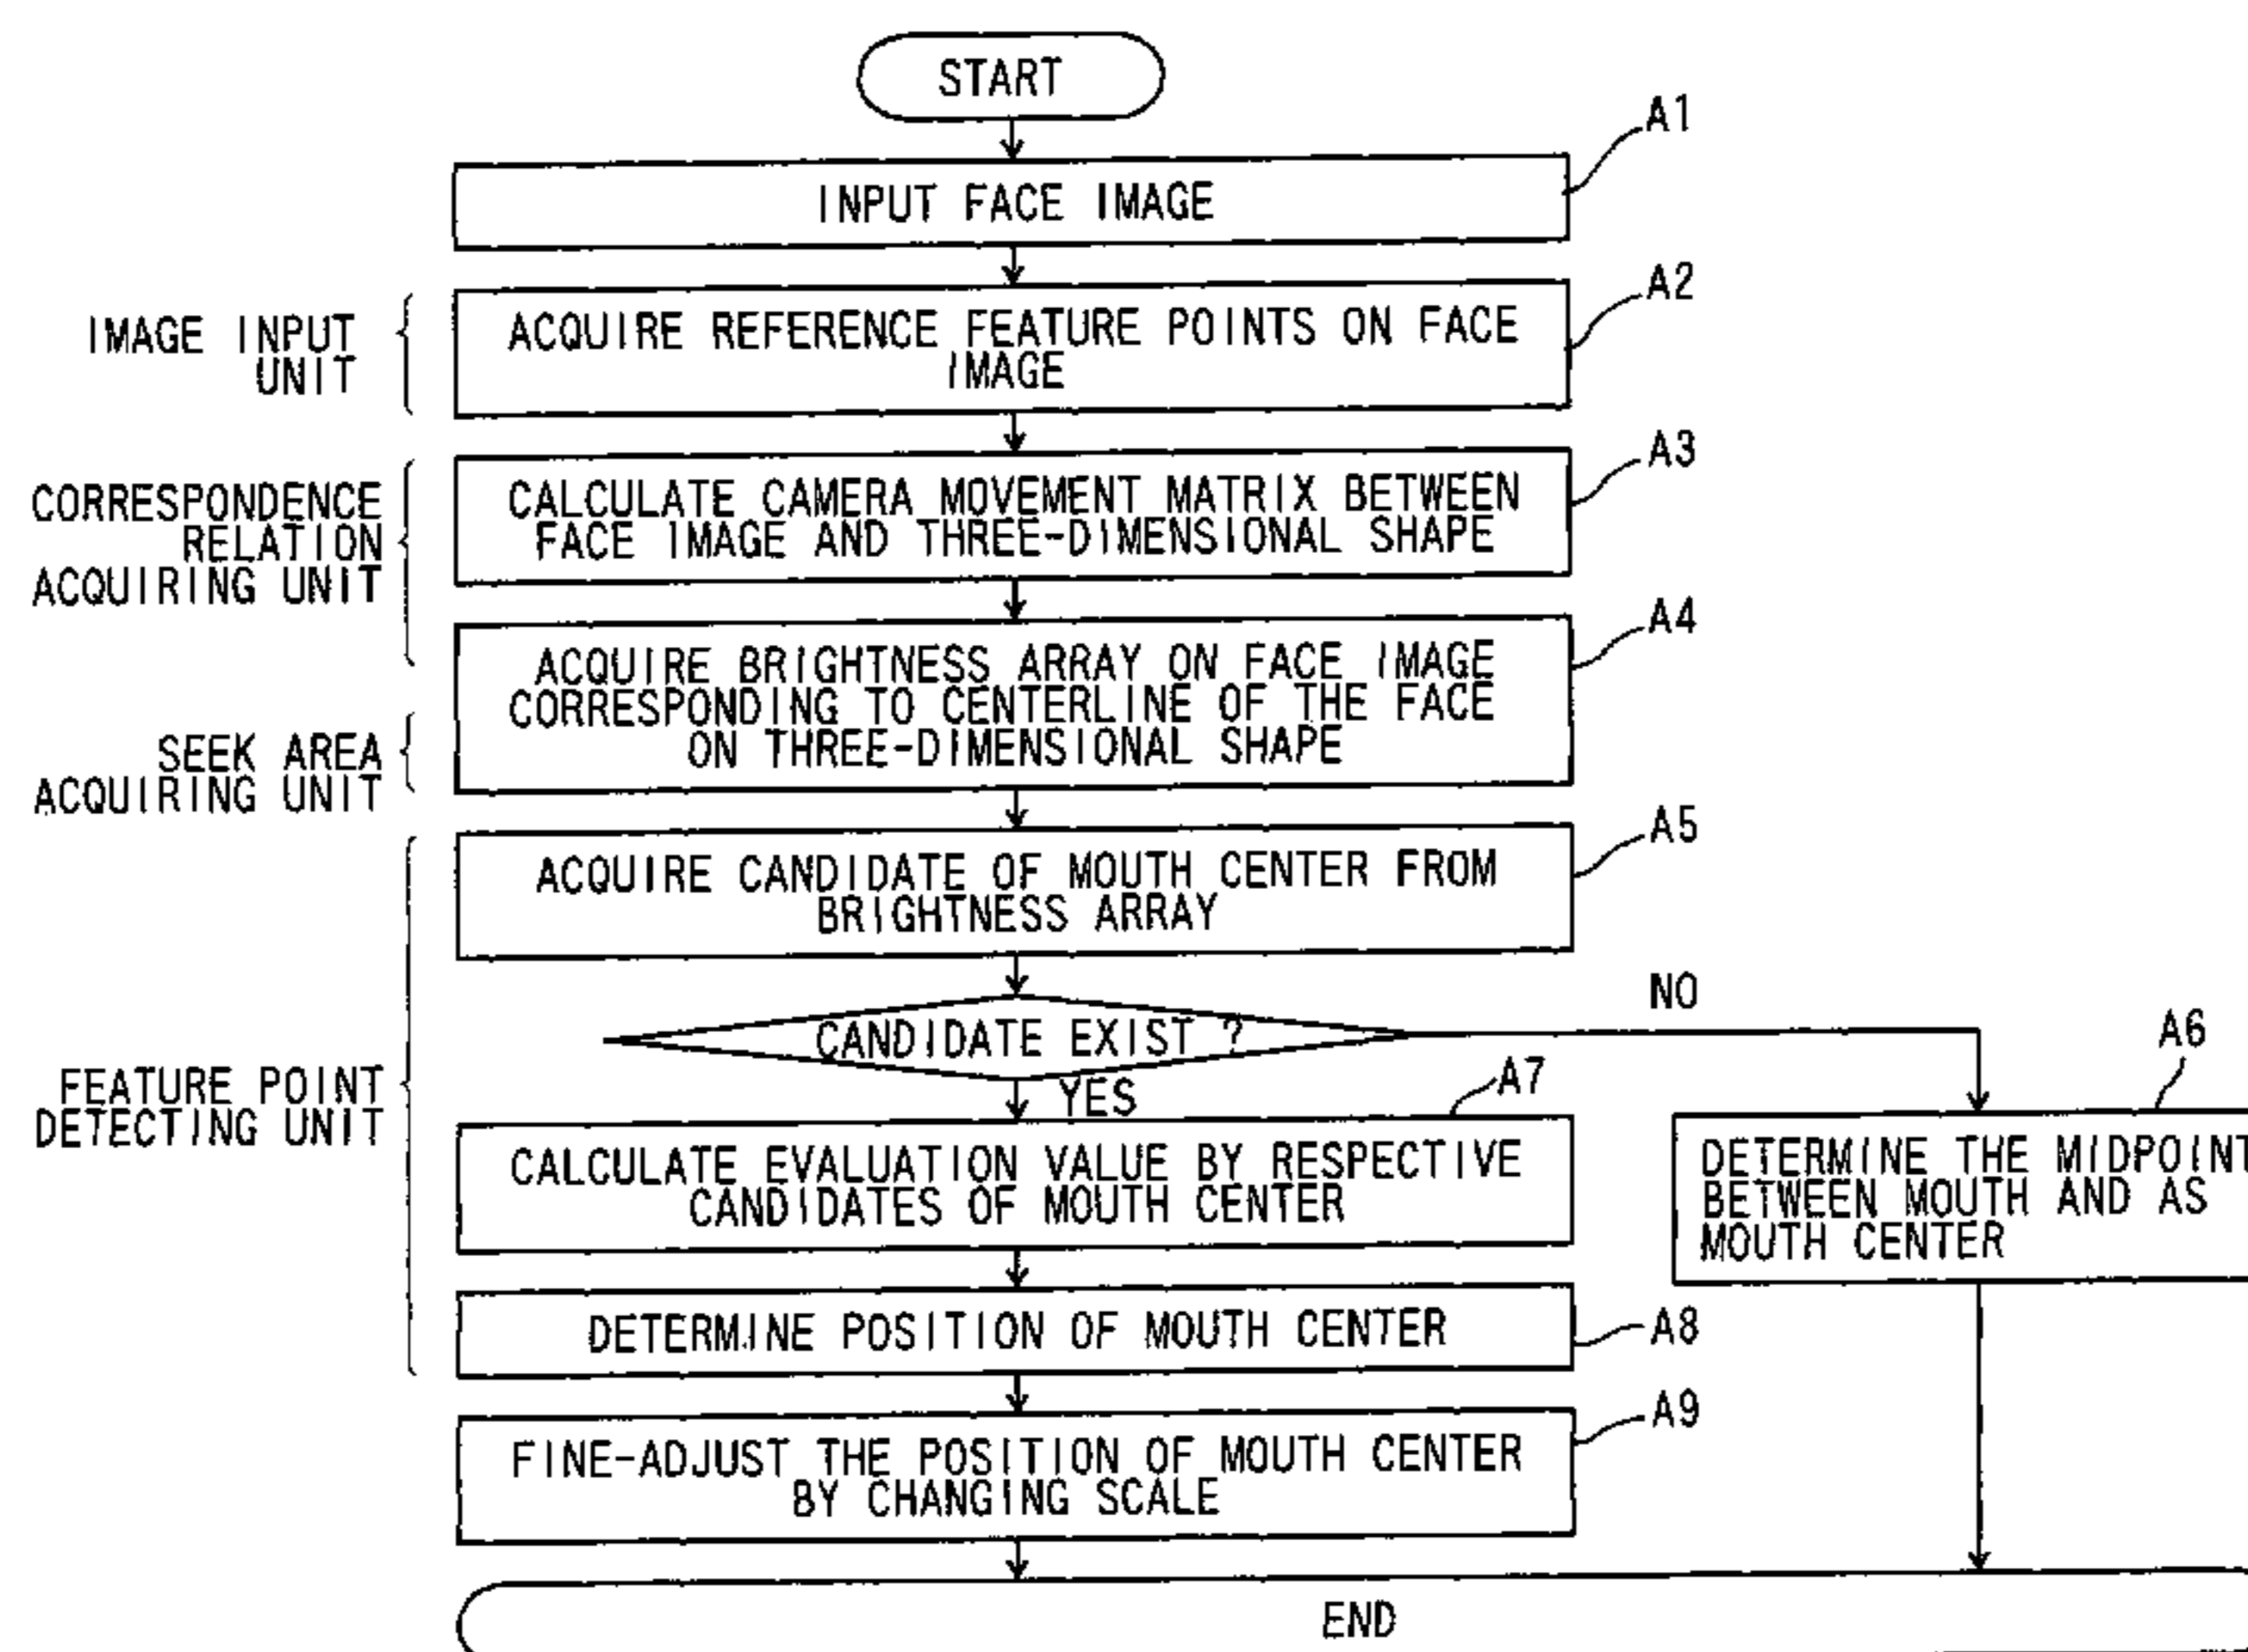 START
A1
INPUT FACE IMAGE
A2
IMAGE INPUT
UNIT
ACQUIRE REFERENCE FEATURE POINTS ON FACE
IMAGE
A3
CORRESPONDENCE
RELATION
ACQUIRING UNIT
CALCULATE CAMERA MOVEMENT MATRIX BETWEEN
FACE IMAGE AND THREE-DIMENSIONAL SHAPE
A4
ACQUIRE BRIGHTNESS ARRAY ON FACE IMAGE
CORRESPONDING TO CENTERLINE OF THE FACE
ON THREE-DIMENSIONAL SHAPE
SEEK AREA
ACQUIRING UNIT
A5
ACQUIRE CANDIDATE OF MOUTH CENTER FROM
BRIGHTNESS ARRAY
CANDIDATE EXIST ?
NO
YES
FEATURE POINT
DETECTING UNIT
A7
CALCULATE EVALUATION VALUE BY RESPECTIVE
CANDIDATES OF MOUTH CENTER
A6
DETERMINE THE MIDPOINT
BETWEEN MOUTH AND AS
MOUTH CENTER
DETERMINE POSITION OF MOUTH CENTER
A8
A9
FINE-ADJUST THE POSITION OF MOUTH CENTER
BY CHANGING SCALE
END